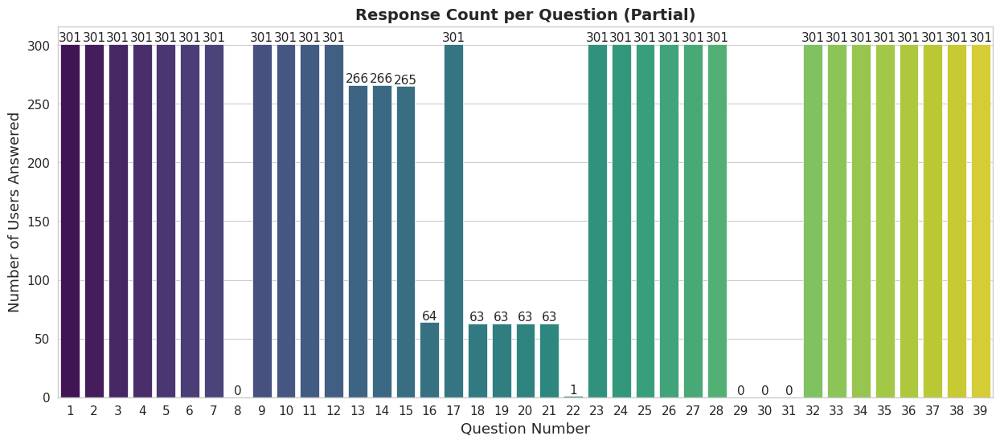 Response Count per Question (Partial)
301 301 301 301 301 301 301 0 301 301 301 301 266 266 265 64 301 63 63 63 63 1 301 301 301 301 301 301 0 0 0 301 301 301 301 301 301 301 301
Number of Users Answered
300
250
200
150
100
50
0
1 2 3 4 5 6 7 8 9 10 11 12 13 14 15 16 17 18 19 20 21 22 23 24 25 26 27 28 29 30 31 32 33 34 35 36 37 38 39
Question Number